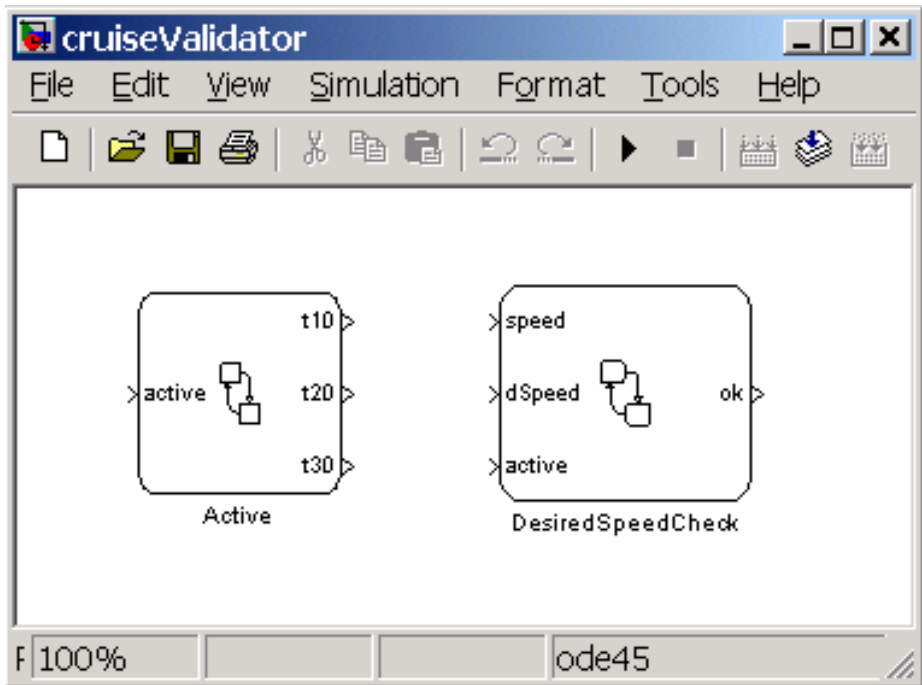 cruiseValidator
File Edit View Simulation Format Tools Help
t10 speed
active t20 dSpeed ok
t30 active
Active DesiredSpeedCheck
F 100% ode45